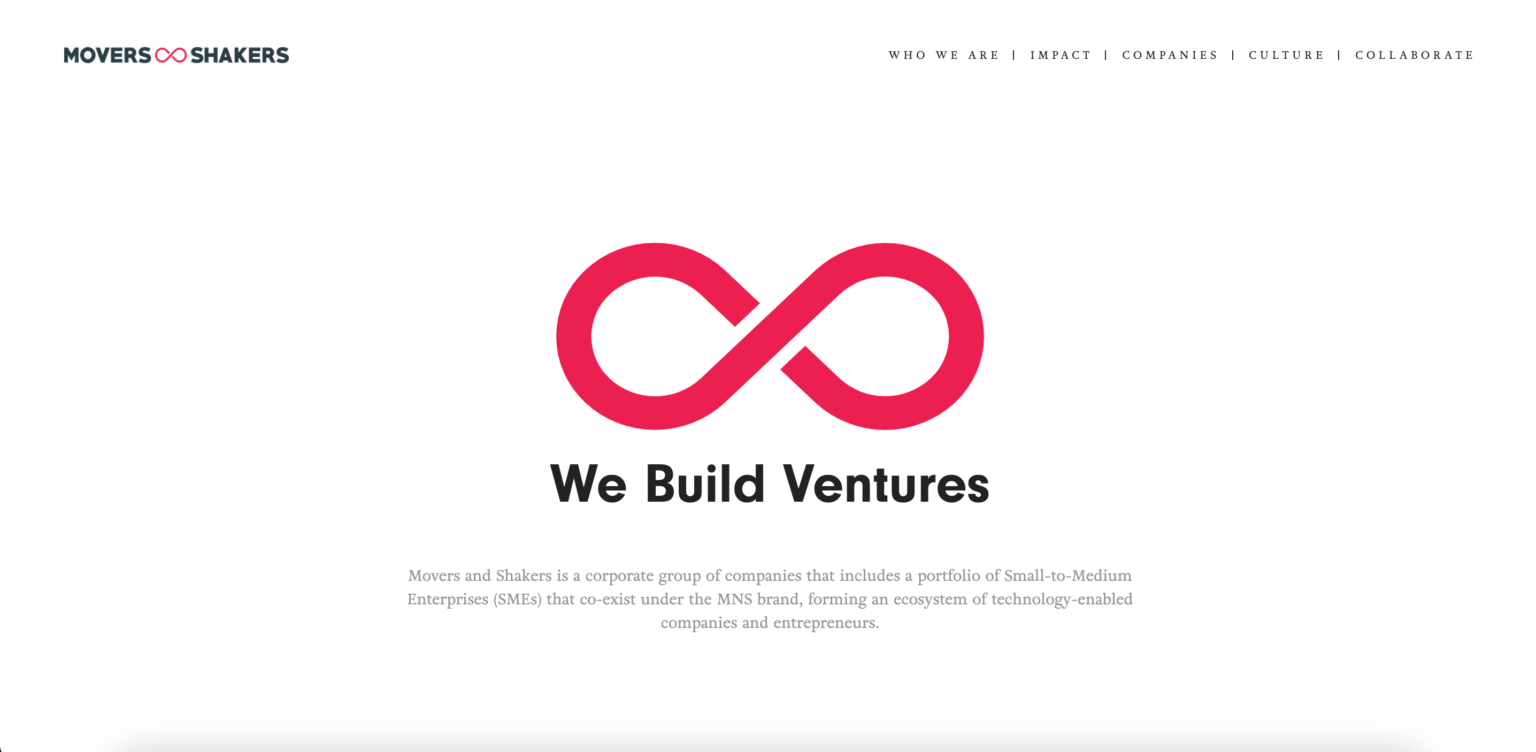 MOVERS SHAKERS
WHO WE ARE | IMPACT | COMPANIES | CULTURE | COLLABORATE
We Build Ventures
Movers and Shakers is a corporate group of companies that includes a portfolio of Small-to-Medium
Enterprises (SMEs) that co-exist under the MNS brand, forming an ecosystem of technology-enabled
companies and entrepreneurs.